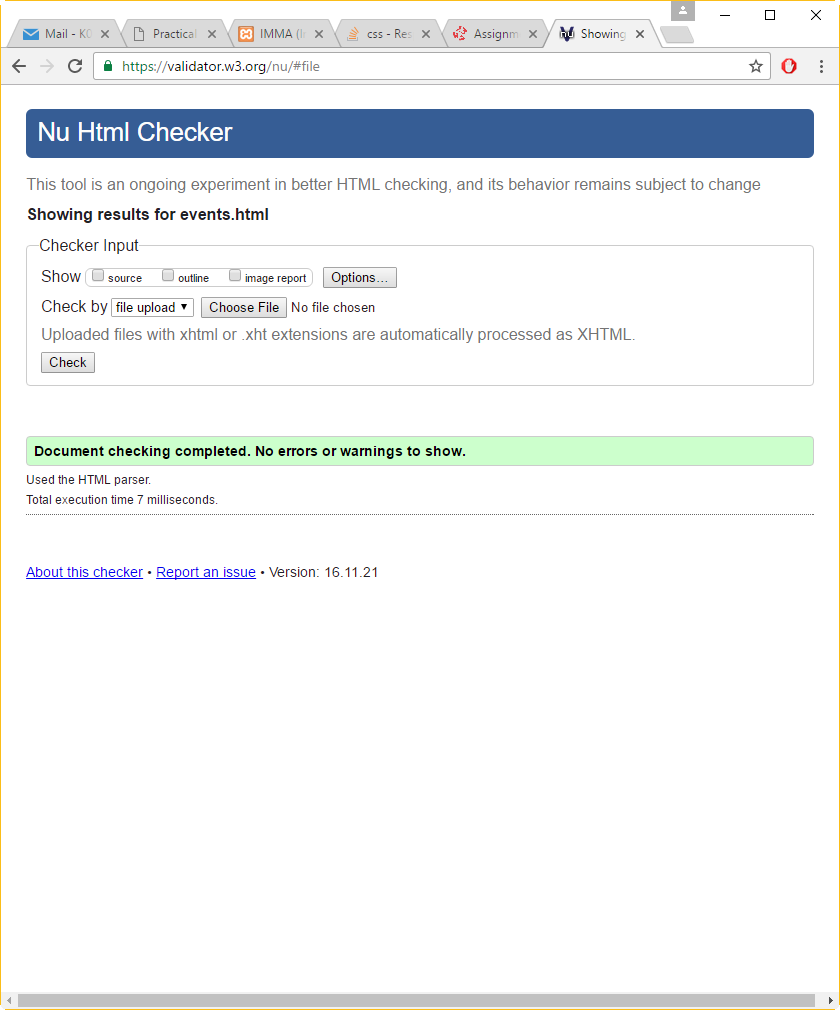 Mail - K0
Practical
IMMA (I
css - Res
Assignm
Showing
https://validator.w3.org/nu/#file
Nu Html Checker
This tool is an ongoing experiment in better HTML checking, and its behavior remains subject to change
Showing results for events.html
Checker Input
Show source outline image report Options...
Check by file upload Choose File No file chosen
Uploaded files with xhtml or .xht extensions are automatically processed as XHTML.
Check
Document checking completed. No errors or warnings to show.
Used the HTML parser.
Total execution time 7 milliseconds.
About this checker • Report an issue • Version: 16.11.21